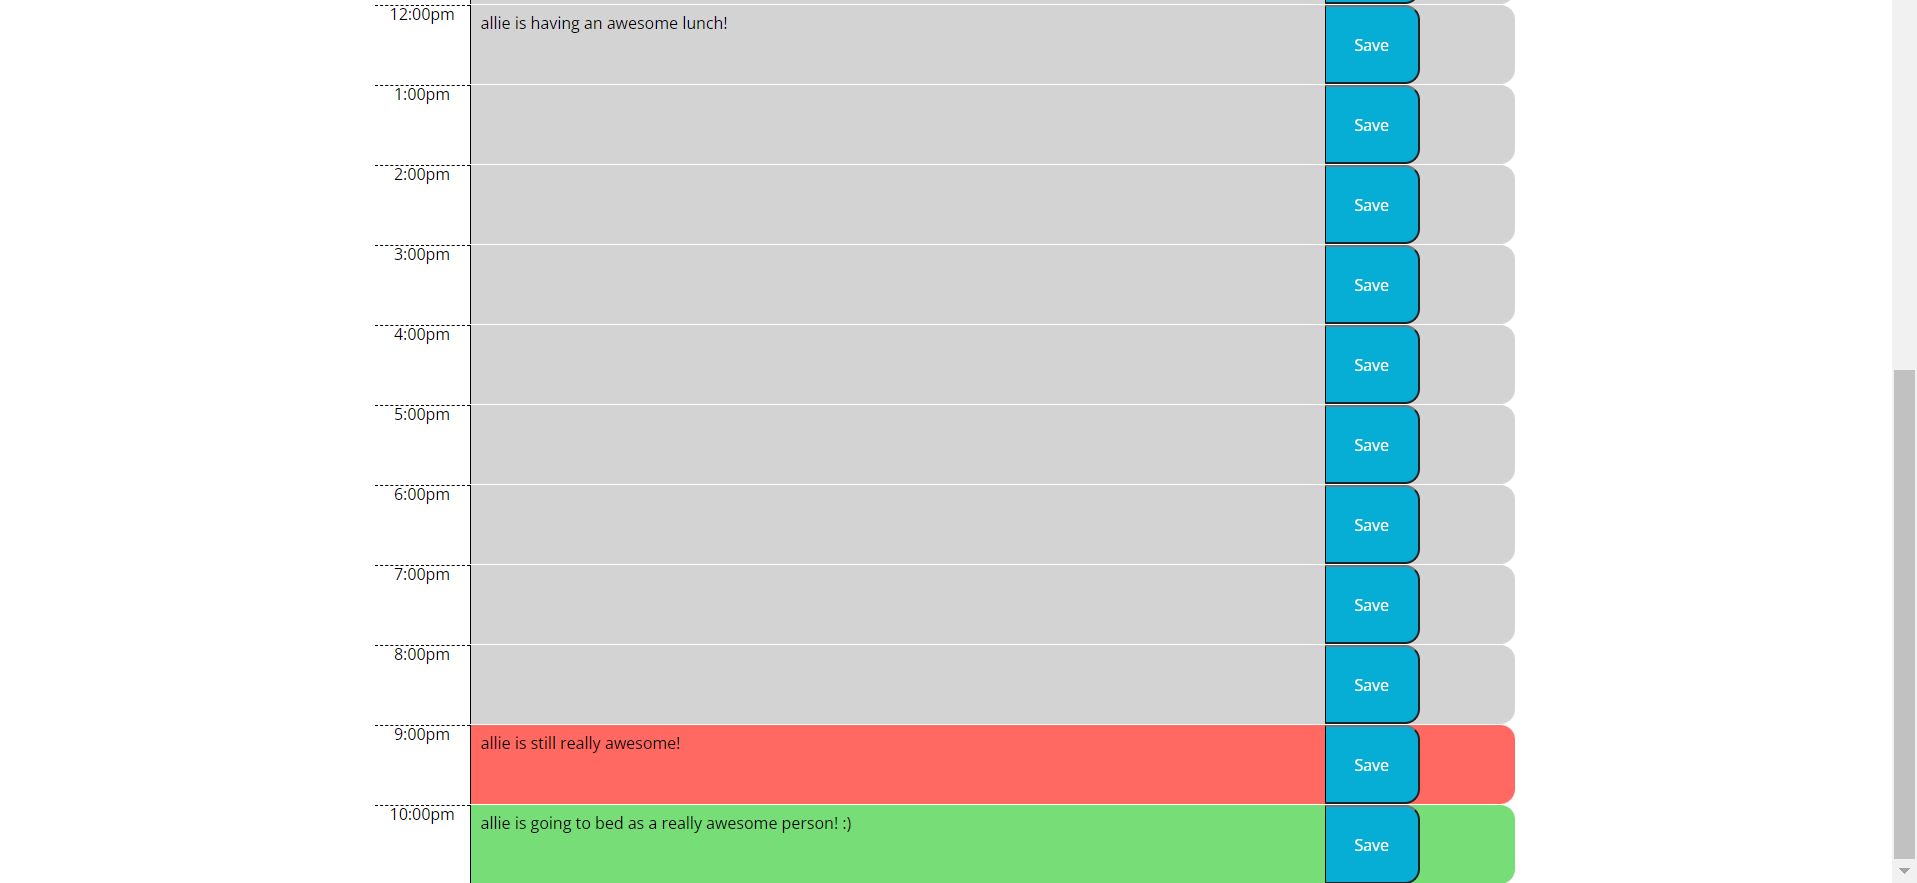 12:00pm allie is having an awesome lunch! Save
1:00pm Save
2:00pm Save
3:00pm Save
4:00pm Save
5:00pm Save
6:00pm Save
7:00pm Save
8:00pm Save
9:00pm allie is still really awesome! Save
10:00pm allie is going to bed as a really awesome person! :) Save